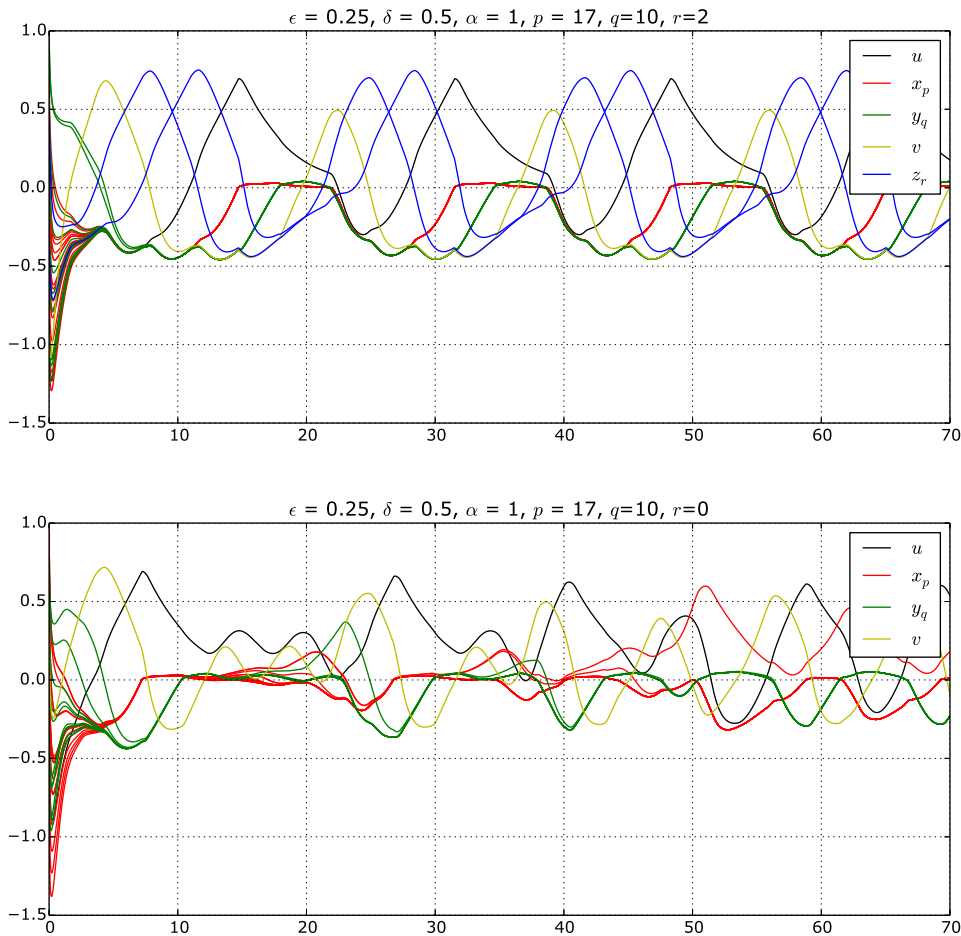 ϵ = 0.25, δ = 0.5, α = 1, p = 17, q=10, r=2
1.0
0.5
0.0
−0.5
−1.0
−1.5
0 10 20 30 40 50 60 70
u
x_p
y_q
v
z_r
ϵ = 0.25, δ = 0.5, α = 1, p = 17, q=10, r=0
1.0
0.5
0.0
−0.5
−1.0
−1.5
0 10 20 30 40 50 60 70
u
x_p
y_q
v